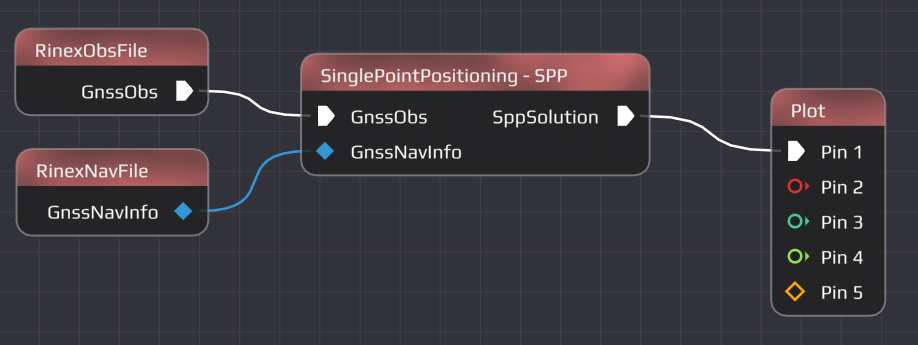 RinexObsFile
GnssObs
RinexNavFile
GnssNavInfo
SinglePointPositioning - SPP
GnssObs SppSolution
GnssNavInfo
Plot
Pin 1
Pin 2
Pin 3
Pin 4
Pin 5